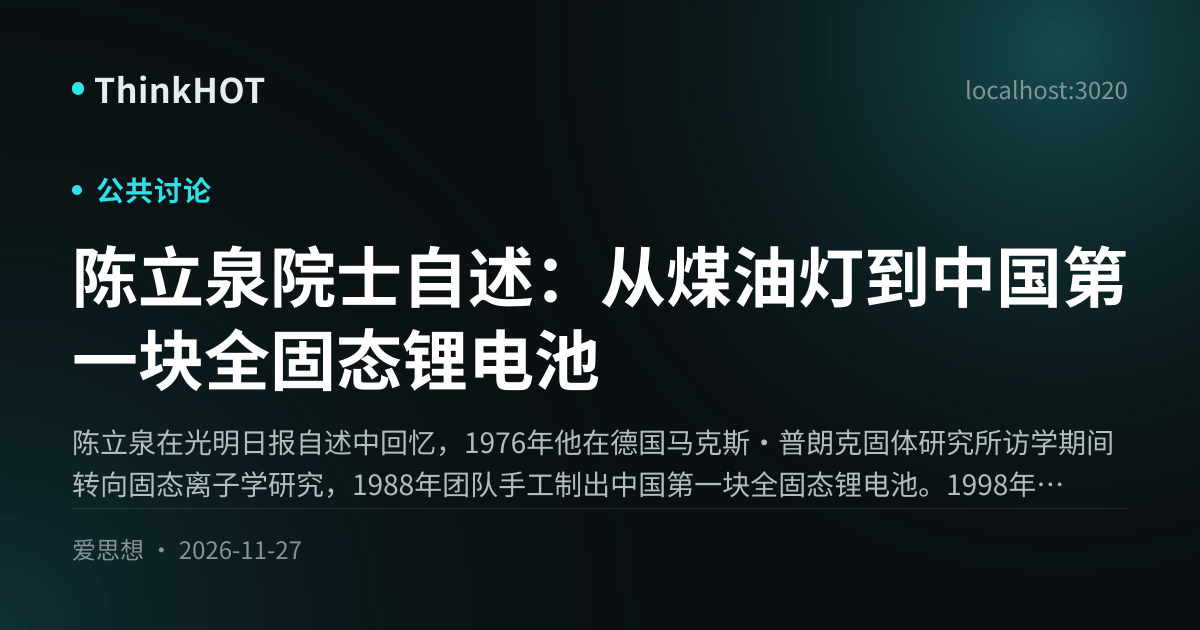 ThinkHOT
localhost:3020
公共讨论
陈立泉院士自述：从煤油灯到中国第
一块全固态锂电池
陈立泉在光明日报自述中回忆，1976年他在德国马克斯·普朗克固体研究所访学期间
转向固态离子学研究，1988年团队手工制出中国第一块全固态锂电池。1998年…
爱思想 · 2026-11-27